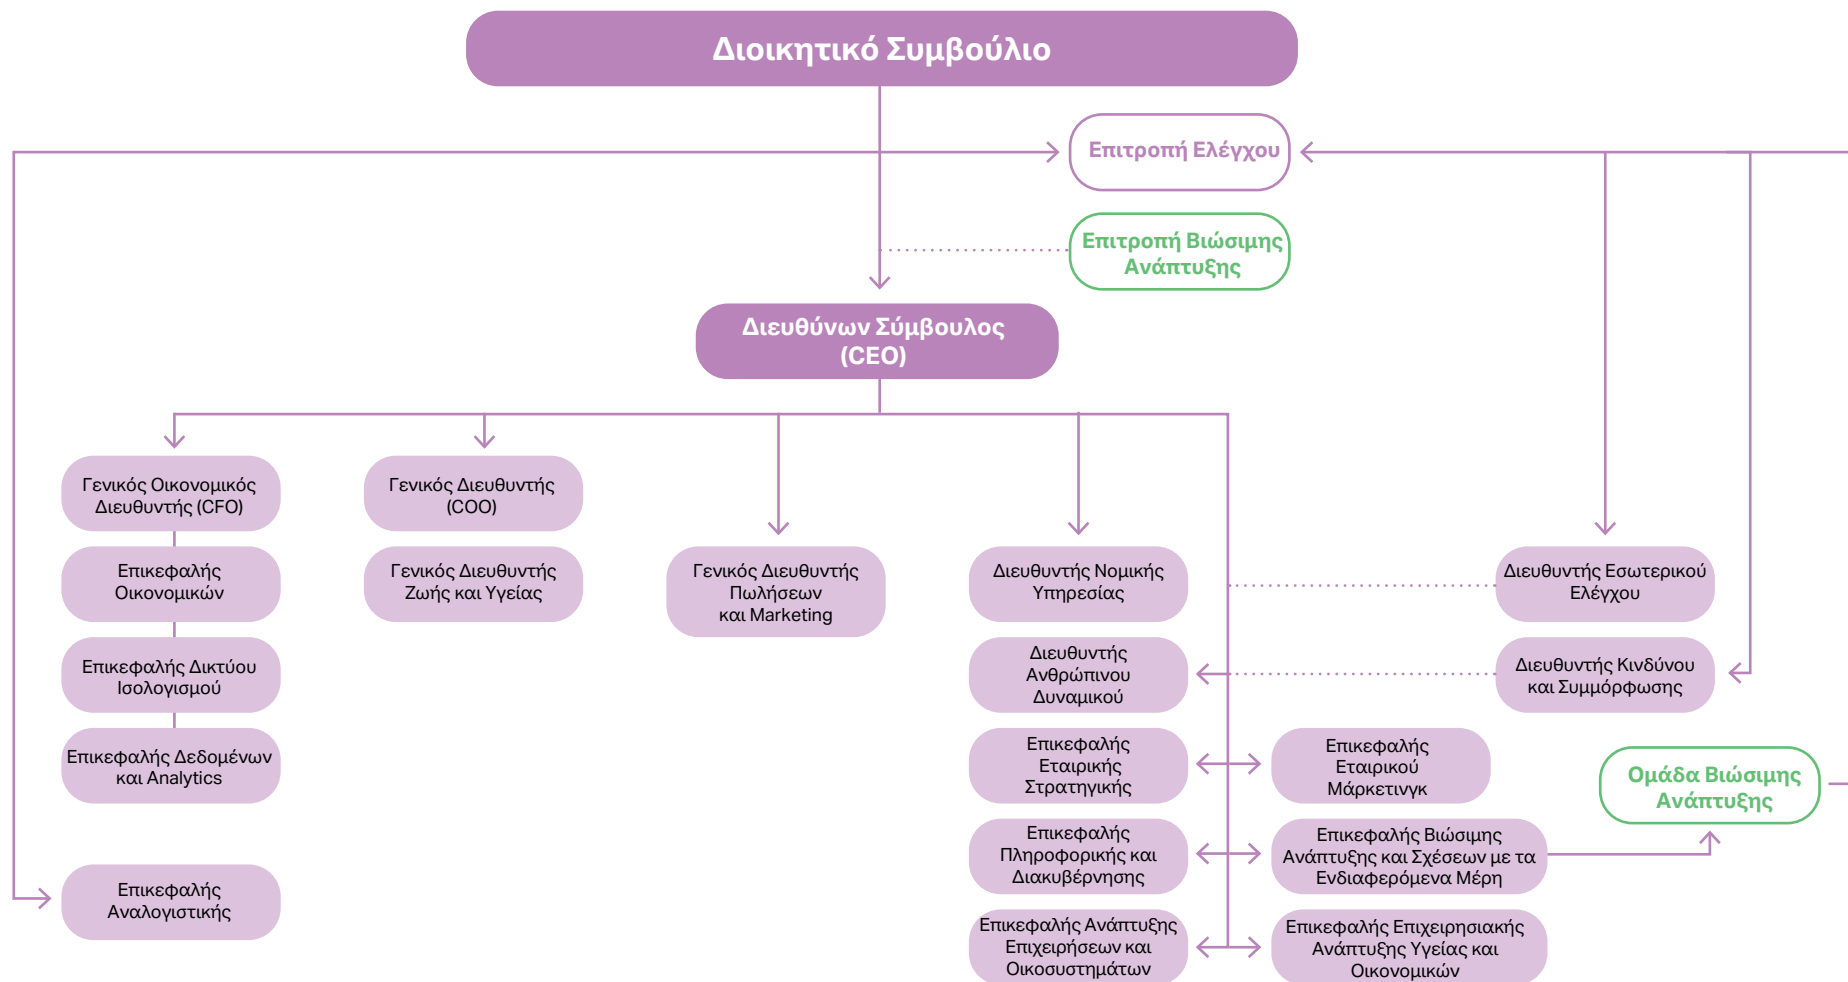 Διοικητικό Συμβούλιο
Επιτροπή Ελέγχου
Επιτροπή Βιώσιμης
Ανάπτυξης
Διευθύνων Σύμβουλος
(CEO)
Γενικός Οικονομικός
Διευθυντής (CFO)
Γενικός Διευθυντής
(COO)
Επικεφαλής
Οικονομικών
Γενικός Διευθυντής
Ζωής και Υγείας
Γενικός Διευθυντής
Πωλήσεων
και Marketing
Διευθυντής Νομικής
Υπηρεσίας
Διευθυντής Εσωτερικού
Ελέγχου
Επικεφαλής Δικτύου
Ισολογισμού
Διευθυντής
Ανθρώπινου
Δυναμικού
Διευθυντής Κινδύνου
και Συμμόρφωσης
Επικεφαλής Δεδομένων
και Analytics
Επικεφαλής
Εταιρικής
Στρατηγικής
Επικεφαλής
Εταιρικού
Μάρκετινγκ
Ομάδα Βιώσιμης
Ανάπτυξης
Επικεφαλής
Πληροφορικής και
Διακυβέρνησης
Επικεφαλής Βιώσιμης
Ανάπτυξης και Σχέσεων με τα
Ενδιαφερόμενα Μέρη
Επικεφαλής
Αναλογιστικής
Επικεφαλής Ανάπτυξης
Επιχειρήσεων και
Οικοσυστημάτων
Επικεφαλής Επιχειρησιακής
Ανάπτυξης Υγείας και
Οικονομικών